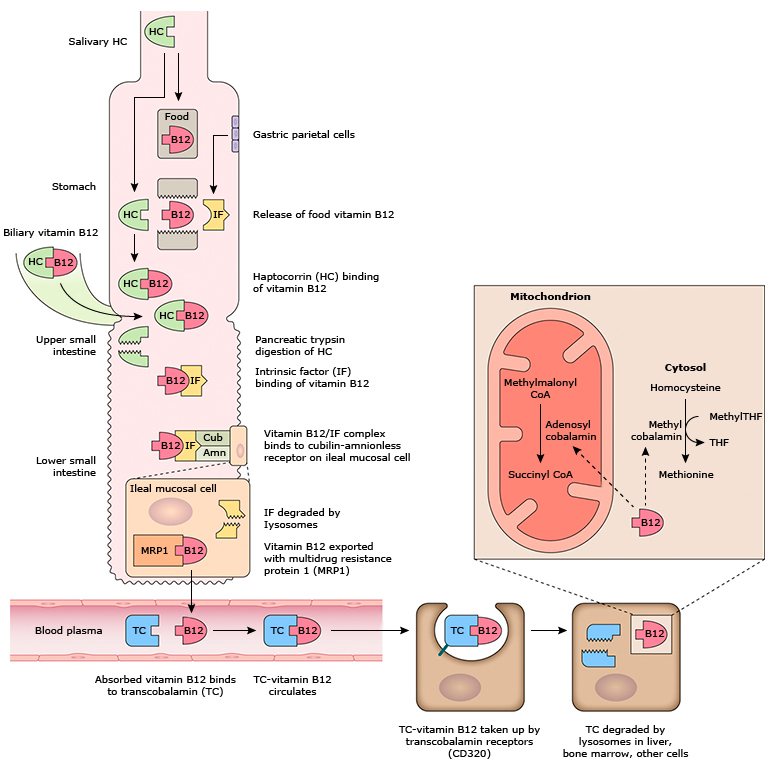 HC
Salivary HC
Food
B12
Gastric parietal cells
Stomach
HC
B12
IF
Release of food vitamin B12
Biliary vitamin B12
HC B12
HC B12
Haptocorrin (HC) binding
of vitamin B12
HC B12
Upper small
intestine
Pancreatic trypsin
digestion of HC
B12 IF
Intrinsic factor (IF)
binding of vitamin B12
B12 IF
Cub
Amn
Vitamin B12/IF complex
binds to cubilin-amnionless
receptor on ileal mucosal cell
Lower small
intestine
Ileal mucosal cell
IF degraded by
lysosomes
MRP1 B12
Vitamin B12 exported
with multidrug resistance
protein 1 (MRP1)
Mitochondrion
Methylmalonyl
CoA
Adenosyl
cobalamin
Succinyl CoA
Cytosol
Homocysteine
MethylTHF
Methyl
cobalamin
THF
Methionine
B12
Blood plasma
TC
B12
TC B12
TC B12
B12
Absorbed vitamin B12 binds
to transcobalamin (TC)
TC-vitamin B12
circulates
TC-vitamin B12 taken up by
transcobalamin receptors
(CD320)
TC degraded by
lysosomes in liver,
bone marrow, other cells